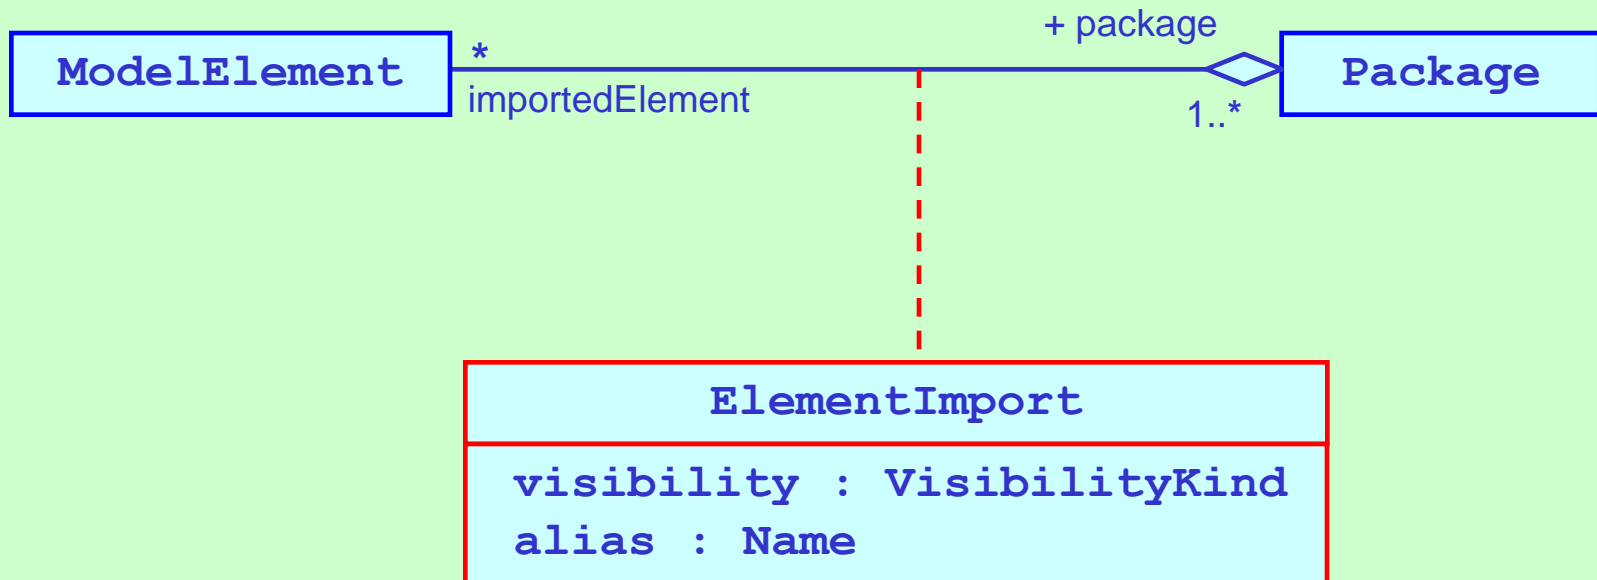 + package
ModelElement
*
Package
importedElement
1..*
ElementImport
visibility : VisibilityKind
alias : Name